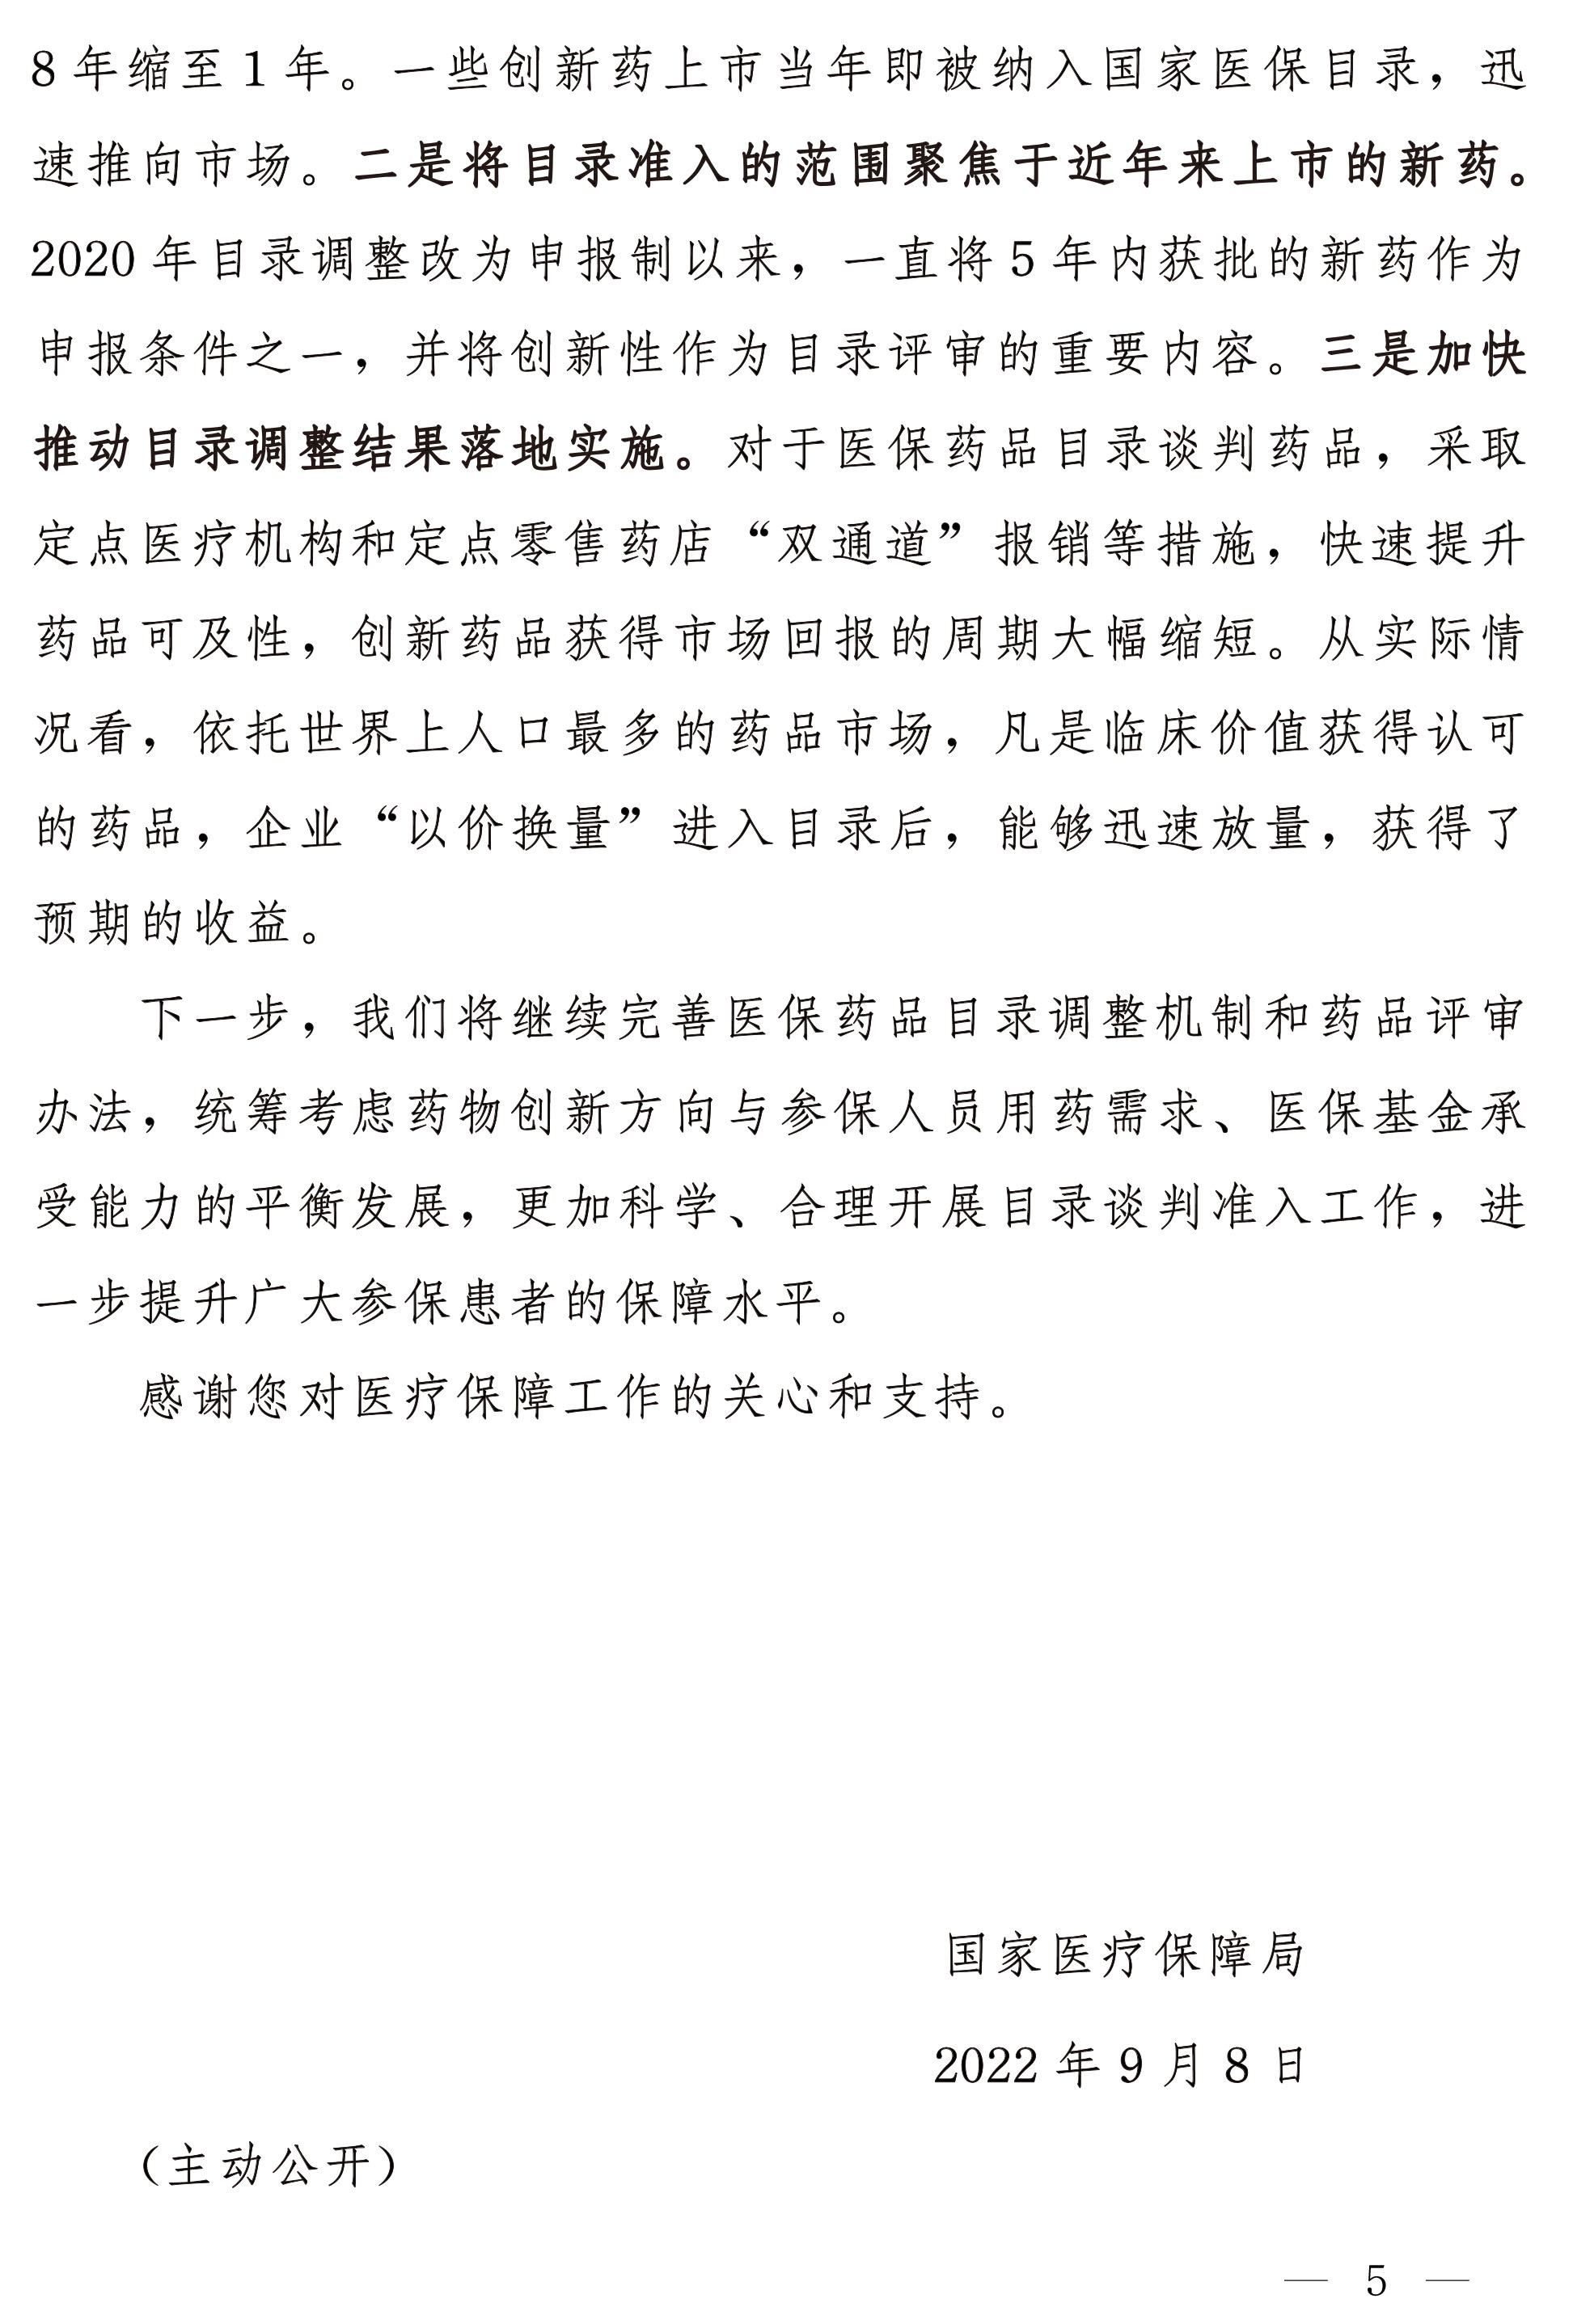 8 年缩至 1 年。一些创新药上市当年即被纳入国家医保目录，迅
速推向市场。二是将目录准入的范围聚焦于近年来上市的新药。
2020 年目录调整改为申报制以来，一直将 5 年内获批的新药作为
申报条件之一，并将创新性作为目录评审的重要内容。三是加快
推动目录调整结果落地实施。对于医保药品目录谈判药品，采取
定点医疗机构和定点零售药店“双通道”报销等措施，快速提升
药品可及性，创新药品获得市场回报的周期大幅缩短。从实际情
况看，依托世界上人口最多的药品市场，凡是临床价值获得认可
的药品，企业“以价换量”进入目录后，能够迅速放量，获得了
预期的收益。
下一步，我们将继续完善医保药品目录调整机制和药品评审
办法，统筹考虑药物创新方向与参保人员用药需求、医保基金承
受能力的平衡发展，更加科学、合理开展目录谈判准入工作，进
一步提升广大参保患者的保障水平。
感谢您对医疗保障工作的关心和支持。
国家医疗保障局
2022 年 9 月 8 日
（主动公开）
— 5 —